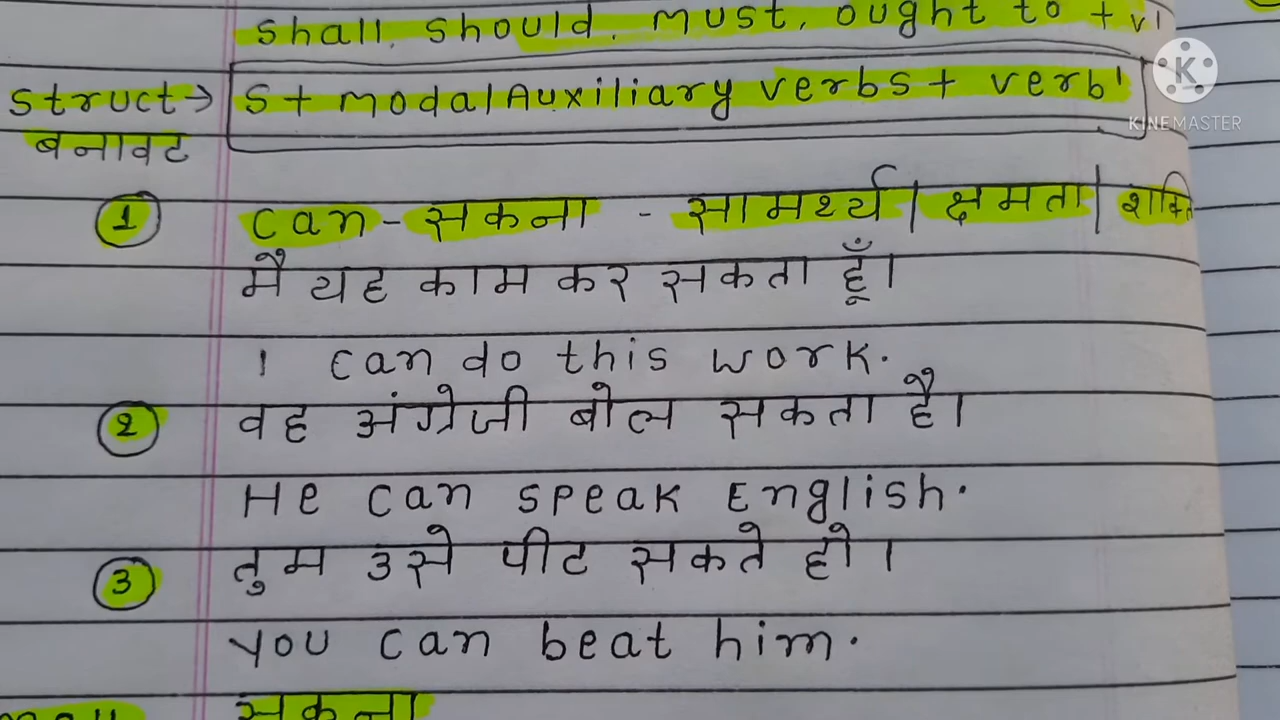 shall, should, must, ought to + v1
struct→ S + modal Auxiliary verbs + verb1
बनावट
1 can - सकना - सामर्थ्य | क्षमता | शक्ति
मै यह काम कर सकता हूँ।
I can do this work.
2 वह अंग्रेजी बोल सकता है।
He can speak English.
3 तुम उसे पीट सकते हो।
You can beat him.
सकना
K
KINEMASTER